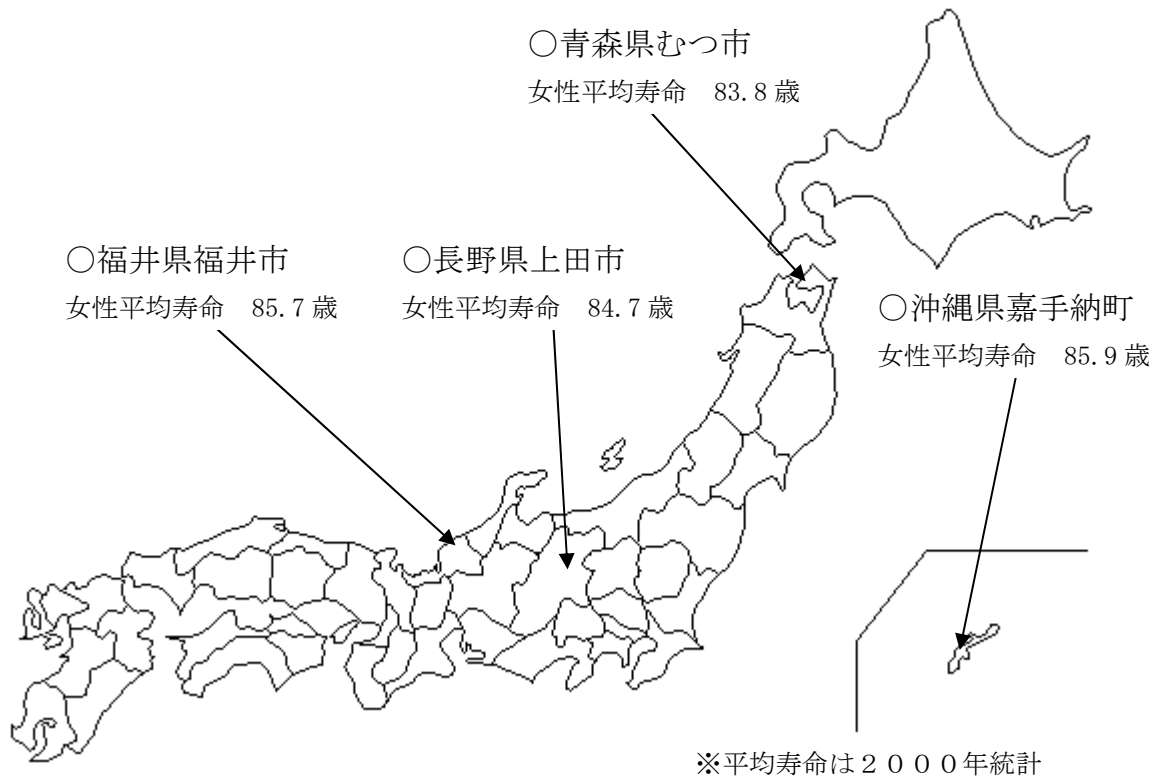 ○青森県むつ市
女性平均寿命　83.8歳
○福井県福井市
女性平均寿命　85.7歳
○長野県上田市
女性平均寿命　84.7歳
○沖縄県嘉手納町
女性平均寿命　85.9歳
※平均寿命は２０００年統計